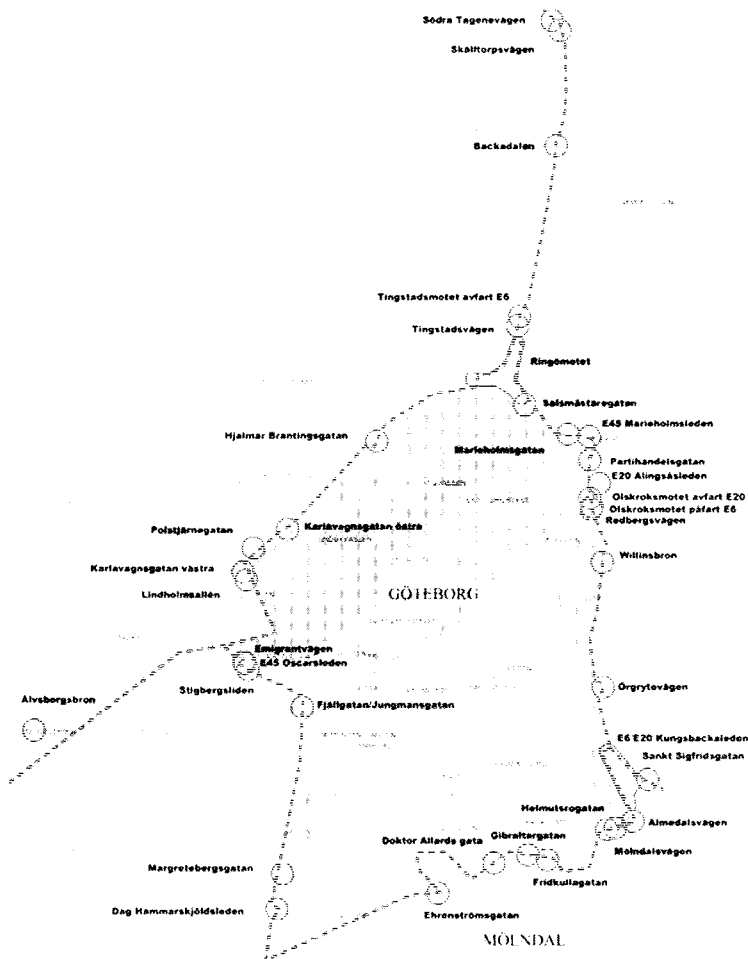 Södra Tagenevägen
Skälltorpsvägen
Backadalen
Tingstadsmotet avfart E6
Tingstadsvägen
Ringömotet
Salsmästaregatan
Hjalmar Brantingsgatan
E45 Marieholmsleden
Marieholmsgatan
Partihandelsgatan
E20 Alingsåsleden
Olskroksmotet avfart E20
Olskroksmotet påfart E6
Redbergsvägen
Karlavagnsgatan östra
Polstjärnegatan
Willinsbron
Karlavagnsgatan västra
Lindholmsallén
GÖTEBORG
Emigrantvägen
E45 Oscarsleden
Stigbergsliden
Örgrytevägen
Älvsborgsbron
Fjällgatan/Jungmansgatan
E6 E20 Kungsbackaleden
Sankt Sigfridsgatan
Helmutsrogatan
Almedalsvägen
Doktor Allards gata
Gibraltargatan
Mölndalsvägen
Margretebergsgatan
Fridkullagatan
Dag Hammarskjöldsleden
Ehrenströmsgatan
MÖLNDAL